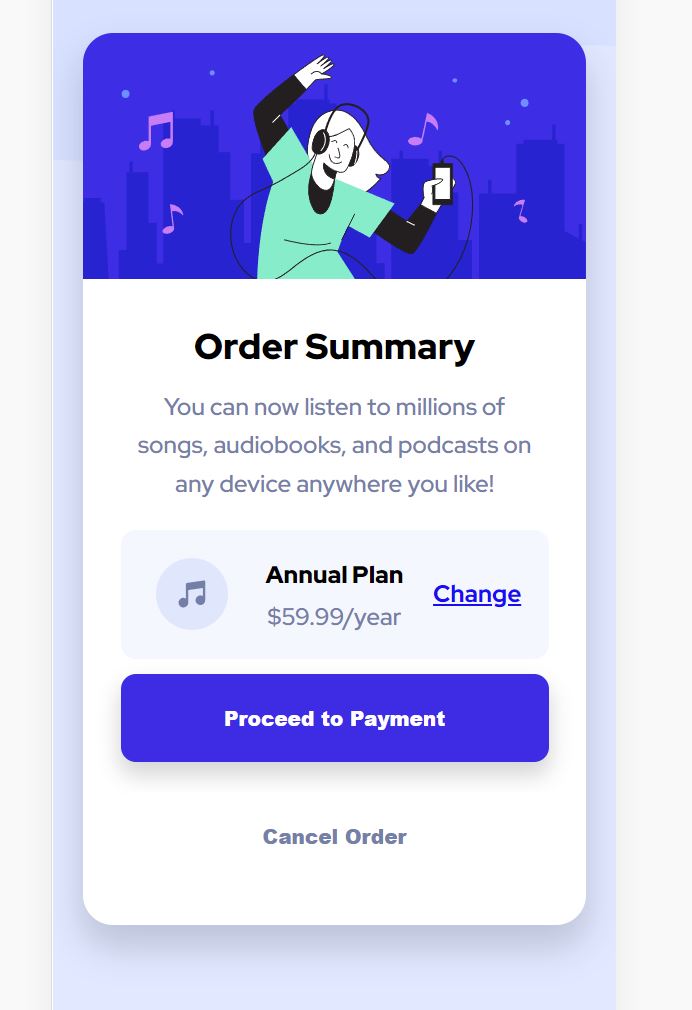 Order Summary
You can now listen to millions of
songs, audiobooks, and podcasts on
any device anywhere you like!
Annual Plan
$59.99/year
Change
Proceed to Payment
Cancel Order